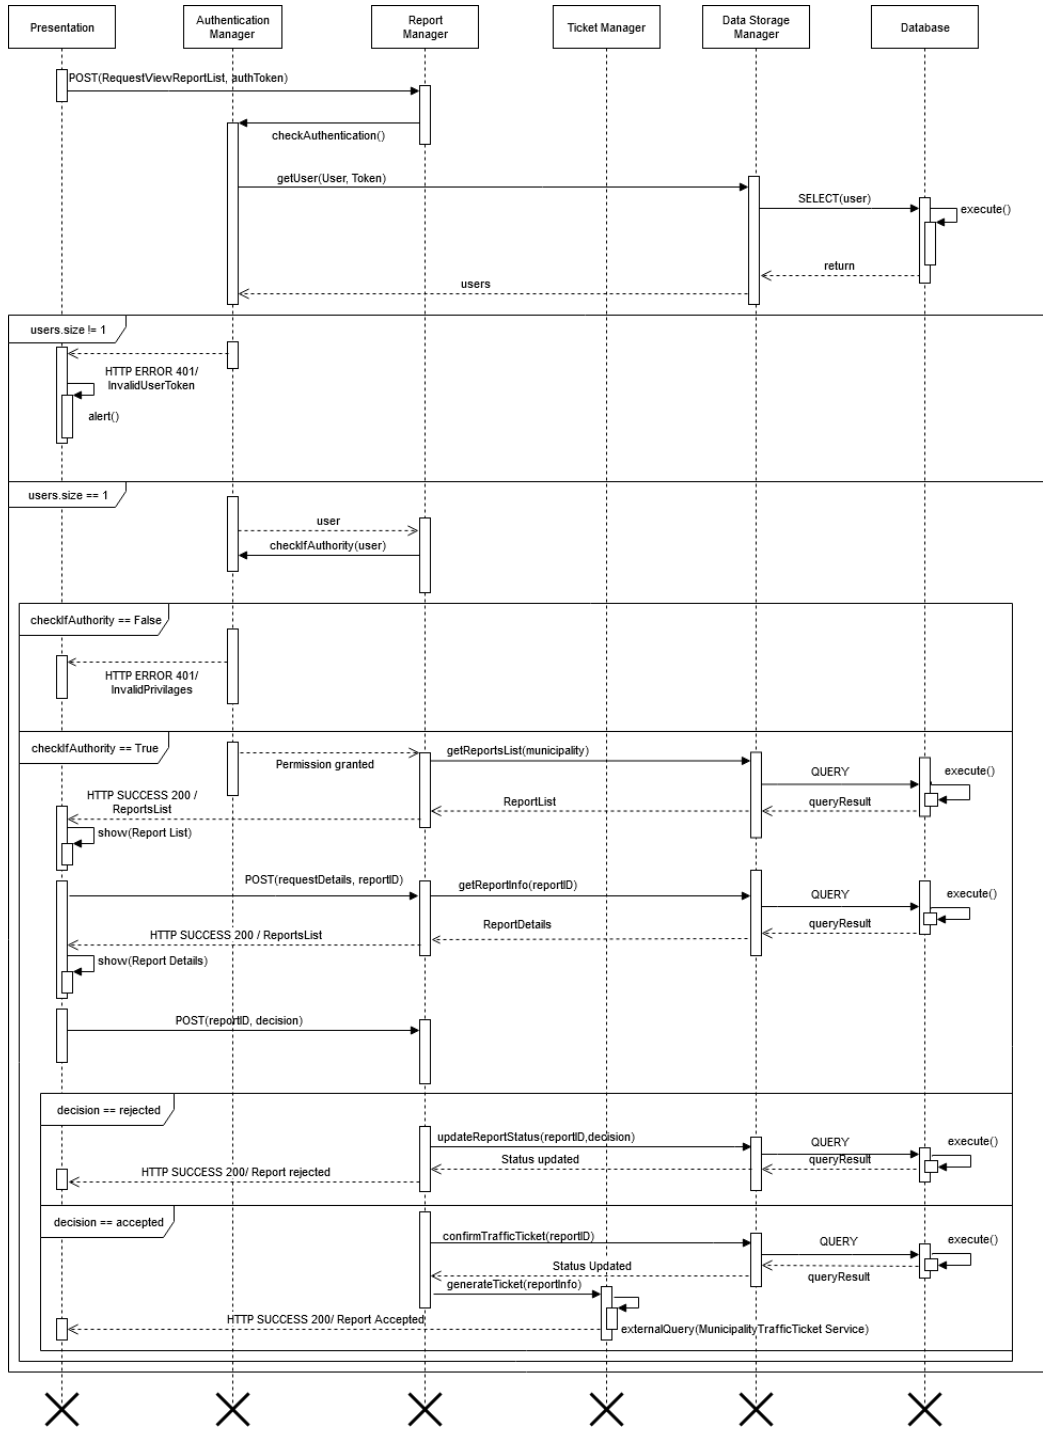 Presentation
Authentication
Manager
Report
Manager
Ticket Manager
Data Storage
Manager
Database
POST(RequestViewReportList, authToken)
checkAuthentication()
getUser(User, Token)
SELECT(user)
execute()
return
users
users.size != 1
HTTP ERROR 401/
InvalidUserToken
alert()
users.size == 1
user
checkIfAuthority(user)
checkIfAuthority == False
HTTP ERROR 401/
InvalidPrivilages
checkIfAuthority == True
Permission granted
getReportsList(municipality)
QUERY
execute()
HTTP SUCCESS 200 /
ReportsList
ReportList
queryResult
show(Report List)
POST(requestDetails, reportID)
getReportInfo(reportID)
QUERY
execute()
HTTP SUCCESS 200 / ReportsList
ReportDetails
queryResult
show(Report Details)
POST(reportID, decision)
decision == rejected
updateReportStatus(reportID,decision)
QUERY
execute()
HTTP SUCCESS 200/ Report rejected
Status updated
queryResult
decision == accepted
confirmTrafficTicket(reportID)
QUERY
execute()
Status Updated
queryResult
generateTicket(reportInfo)
HTTP SUCCESS 200/ Report Accepted
externalQuery(MunicipalityTrafficTicket Service)